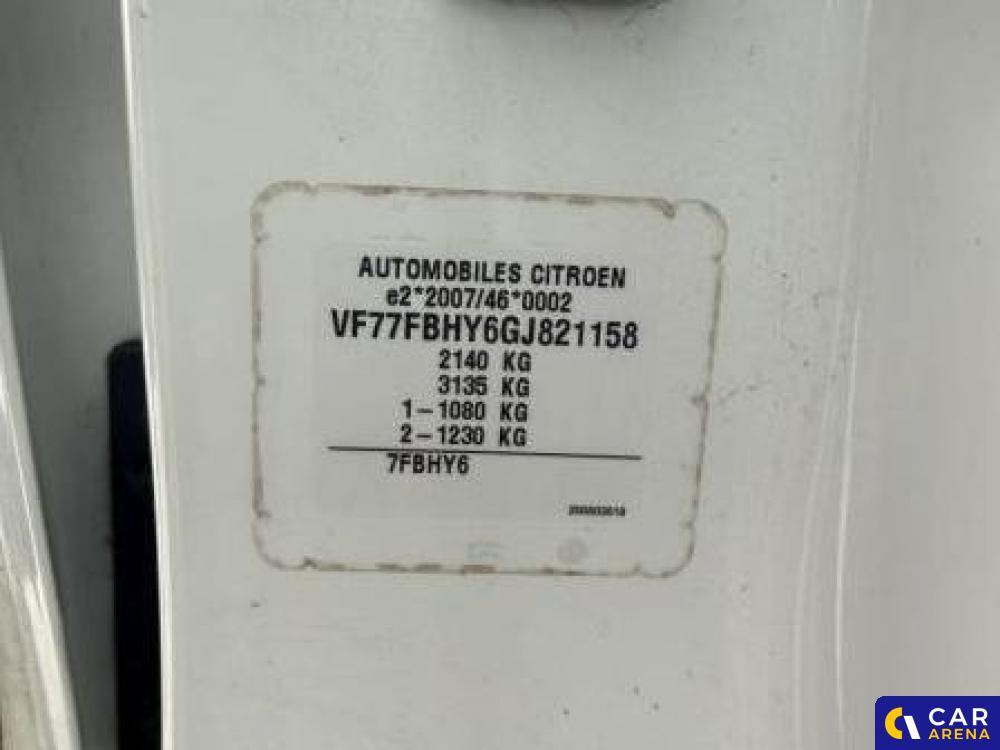 AUTOMOBILES CITROEN
e2*2007/46*0002
VF77FBHY6GJ821158
2140 KG
3135 KG
1-1080 KG
2-1230 KG
7FBHY6
CAR
ARENA